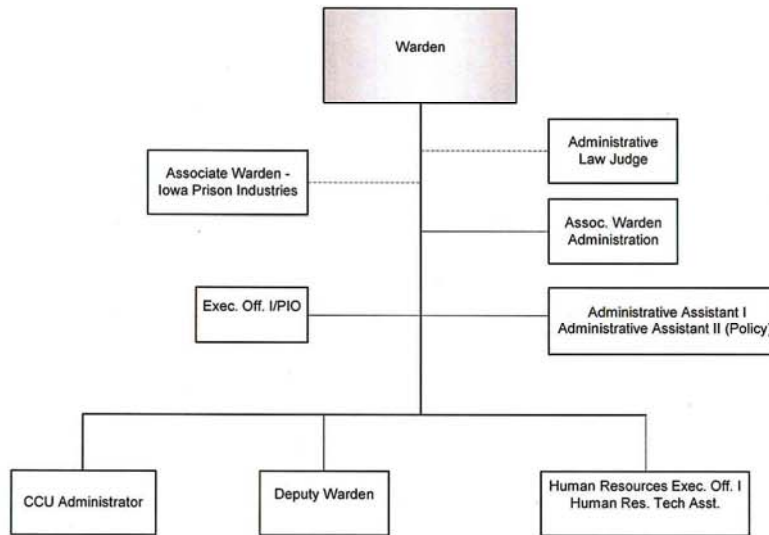 Warden
Administrative
Law Judge
Associate Warden -
Iowa Prison Industries
Assoc. Warden
Administration
Exec. Off. I/PIO
Administrative Assistant I
Administrative Assistant II (Policy)
CCU Administrator
Deputy Warden
Human Resources Exec. Off. I
Human Res. Tech Asst.